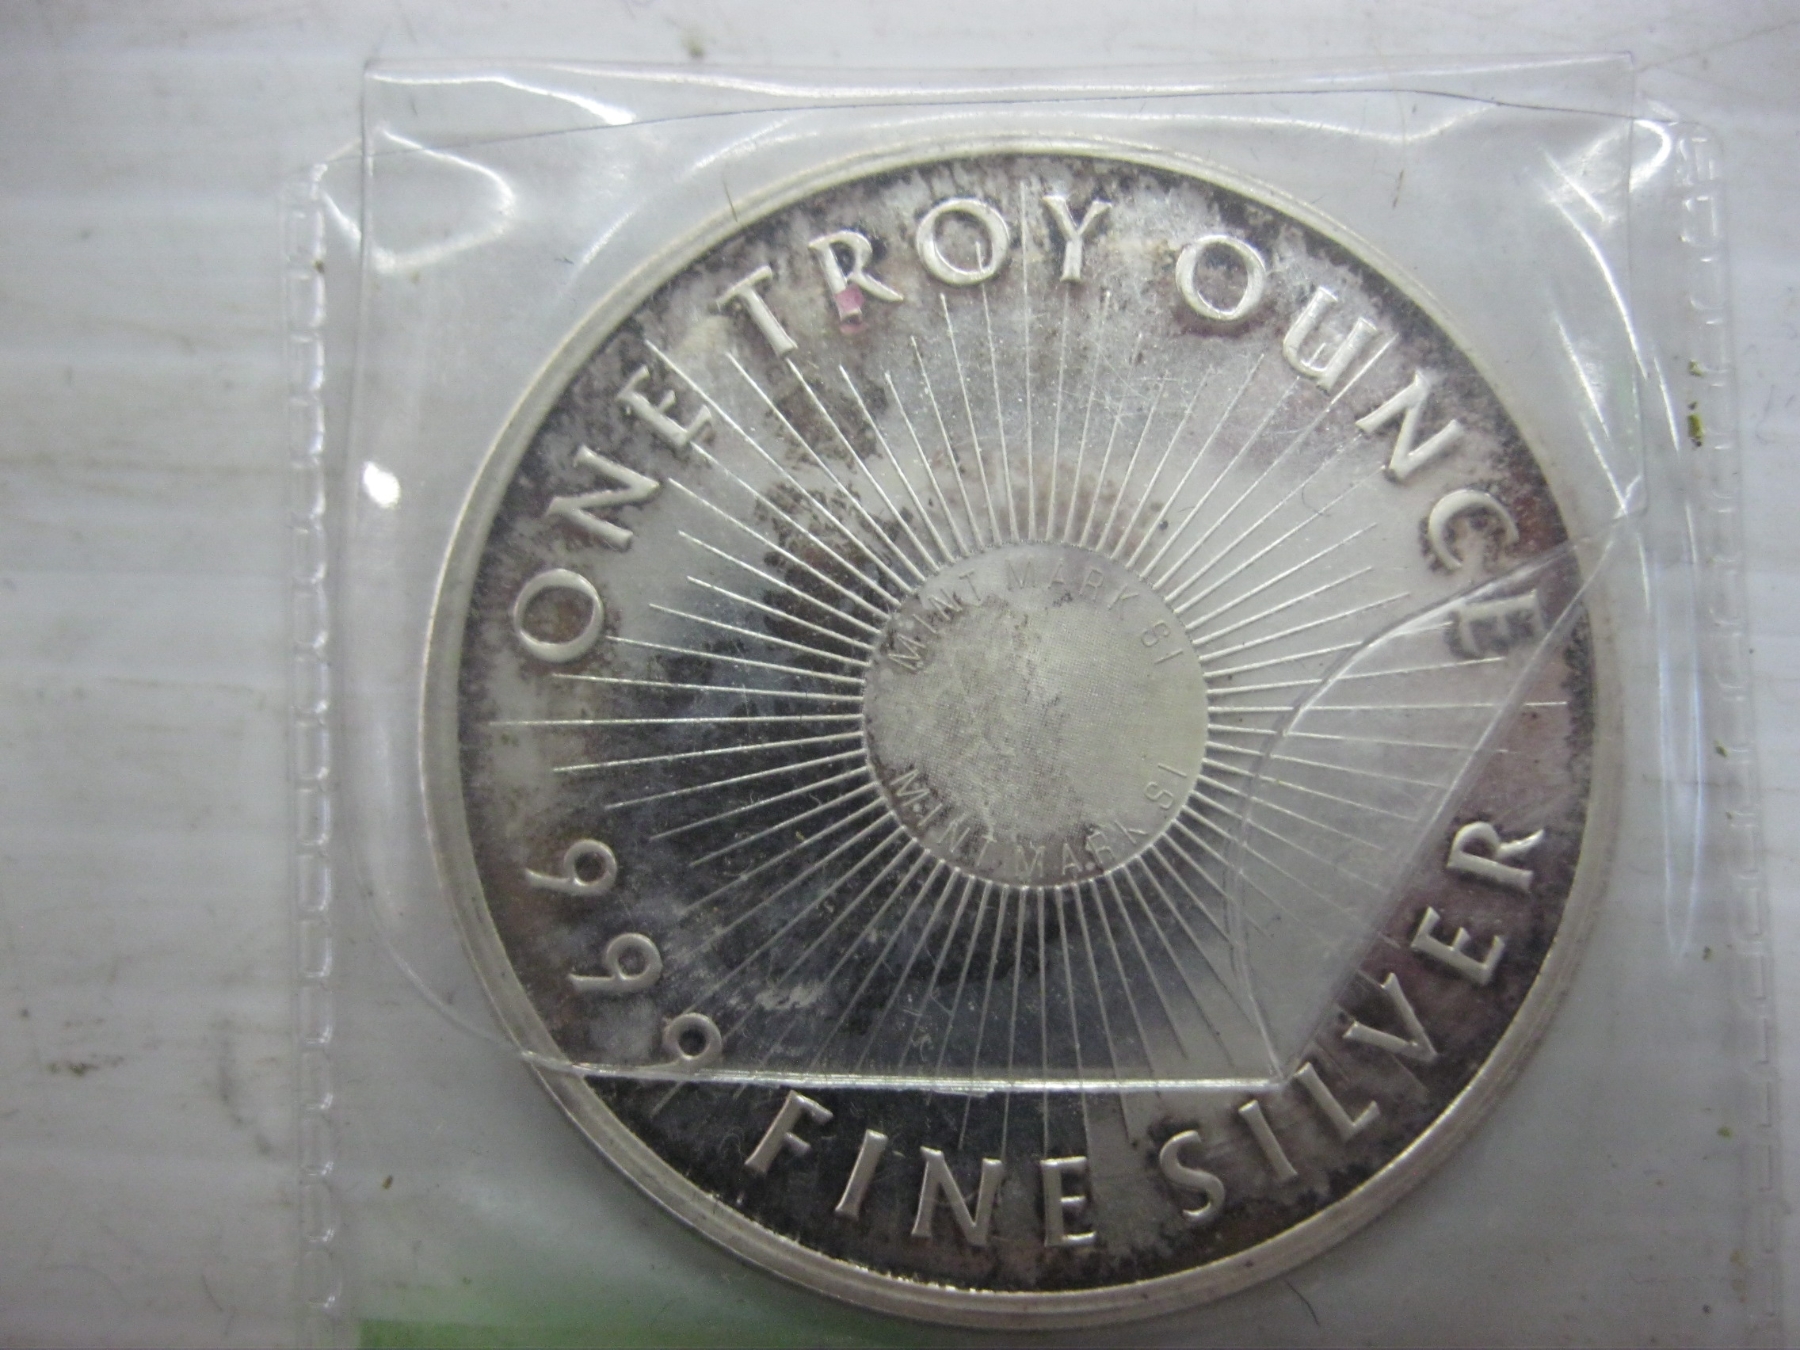 ONE TROY OUNCE
999 FINE SILVER
MINT MARK SI
MINT MARK SI